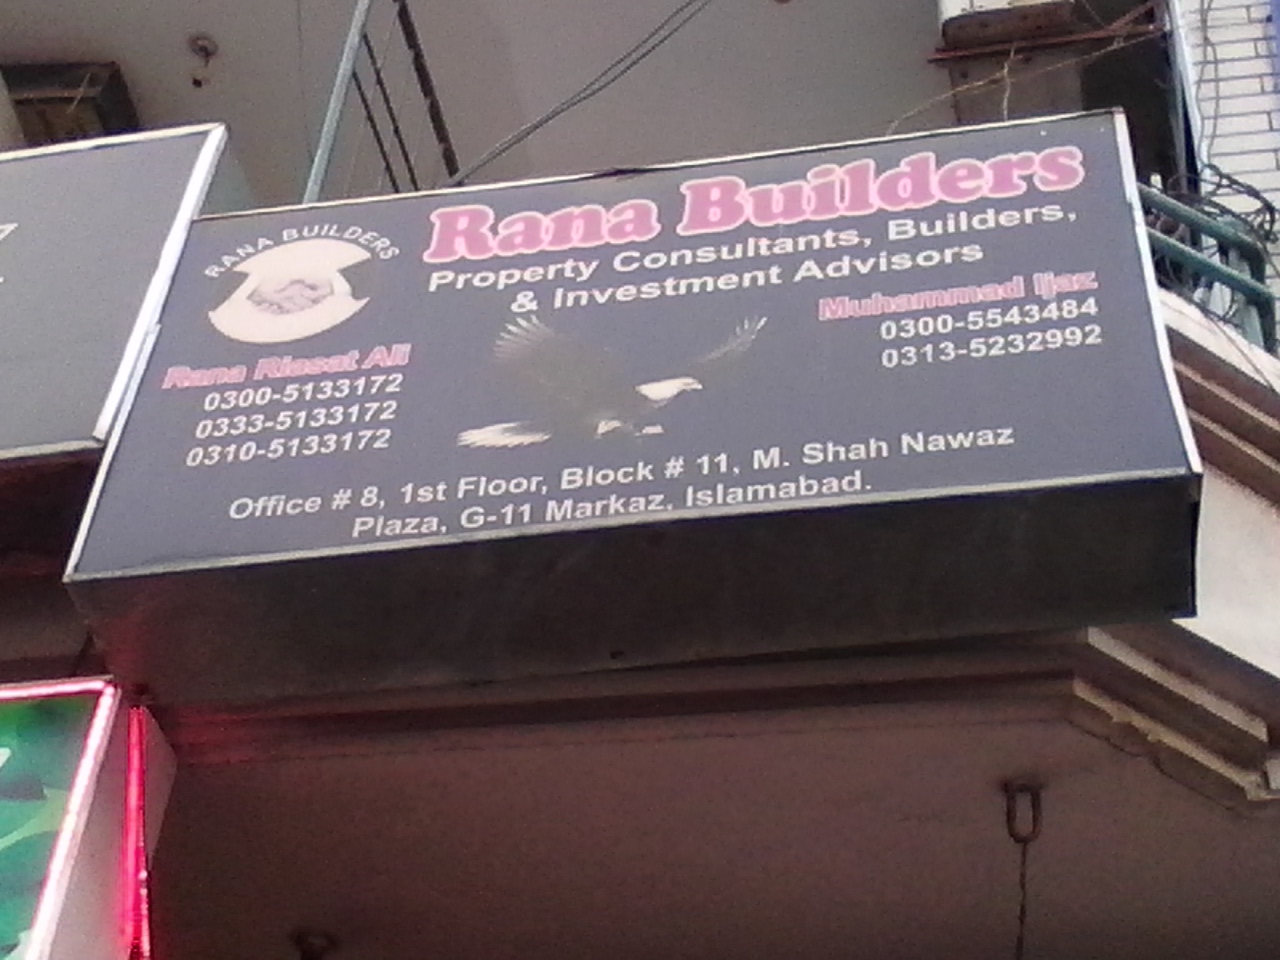 RANA BUILDERS
Rana Builders
Property Consultants, Builders,
& Investment Advisors
Rana Riasat Ali
0300-5133172
0333-5133172
0310-5133172
Muhammad Ijaz
0300-5543484
0313-5232992
Office # 8, 1st Floor, Block # 11, M. Shah Nawaz
Plaza, G-11 Markaz, Islamabad.